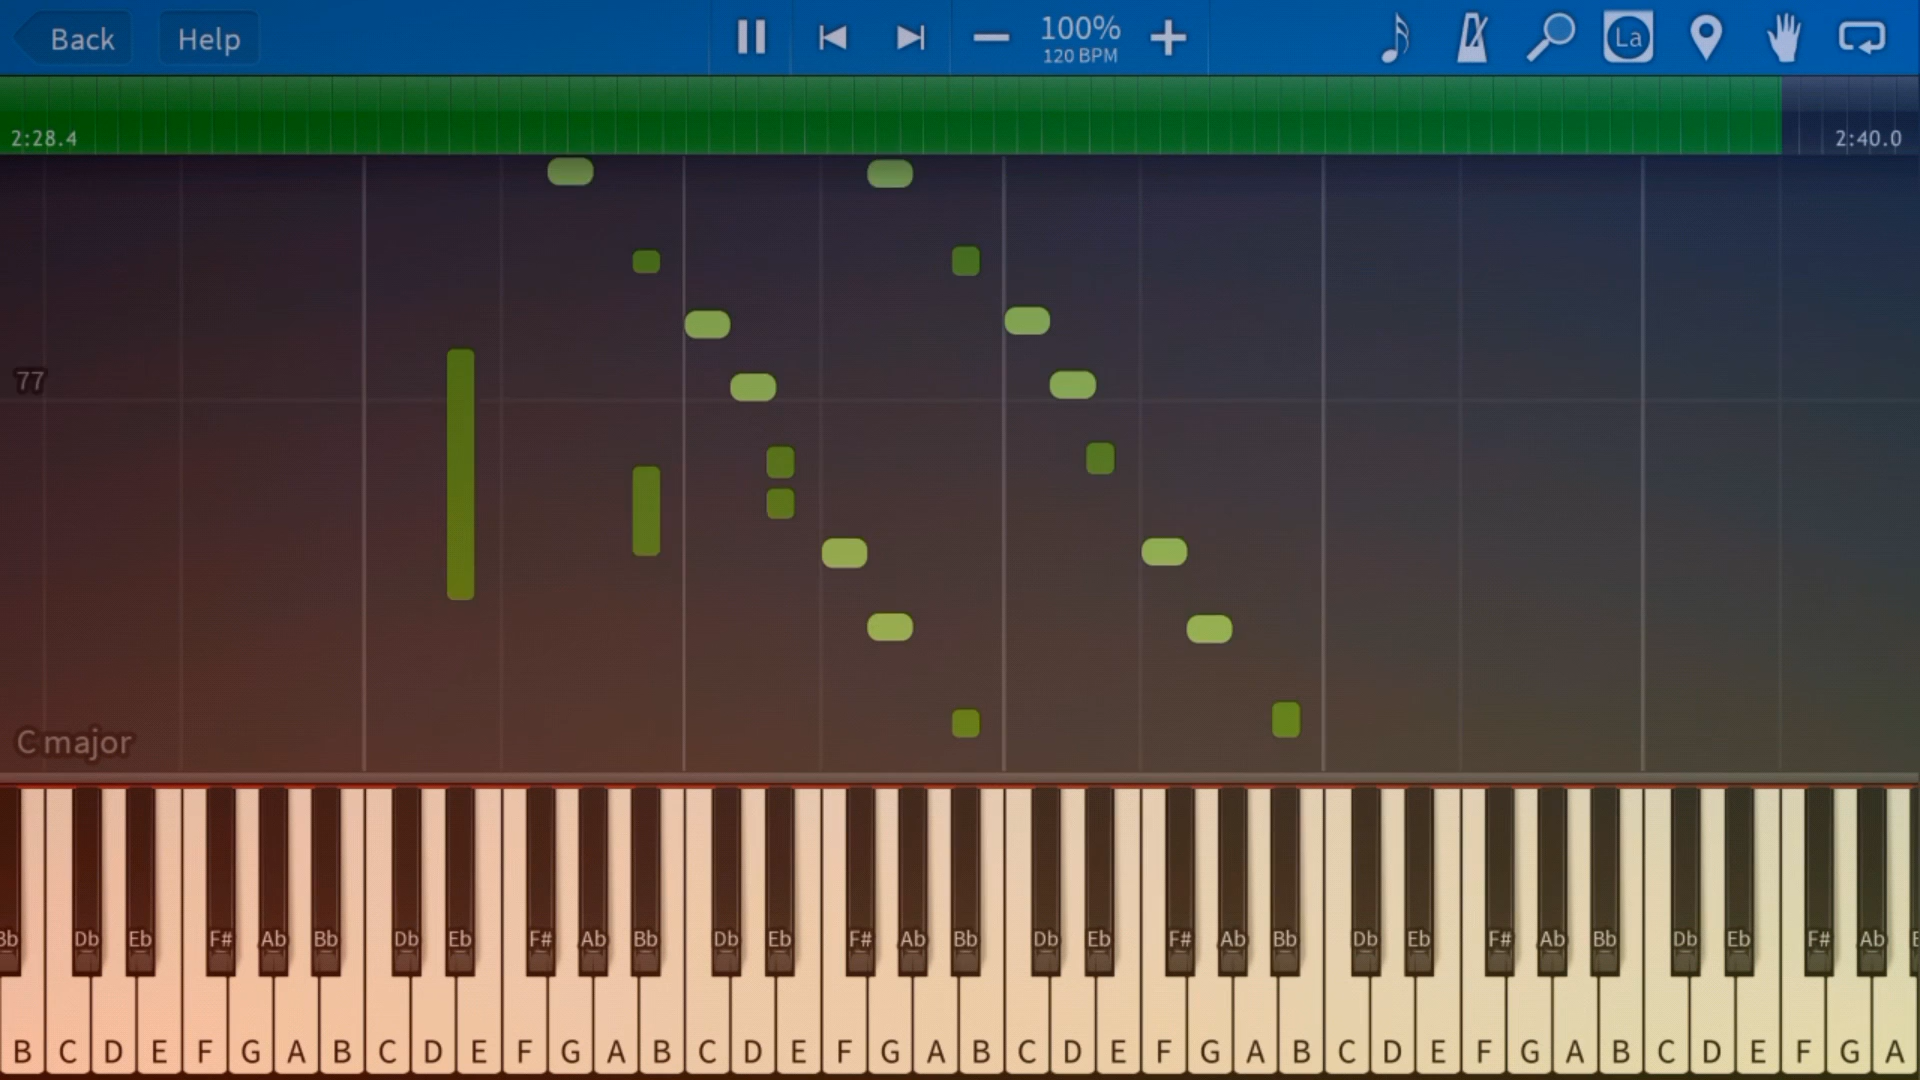 Back Help 100% La
120 BPM
2:28.4 2:40.0
77
C major
Bb Db Eb F# Ab Bb Db Eb F# Ab Bb Db Eb F# Ab Bb Db Eb F# Ab Bb Db Eb F# Ab Bb Db Eb F# Ab
B C D E F G A B C D E F G A B C D E F G A B C D E F G A B C D E F G A B C D E F G A